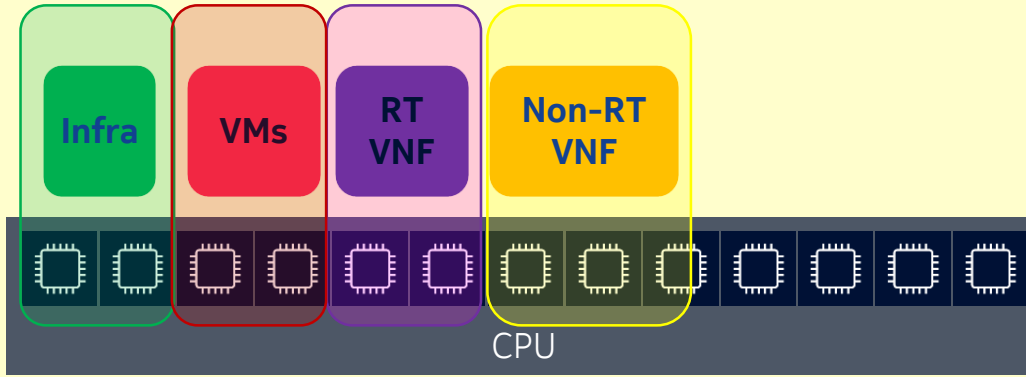 Infra
VMs
RT
VNF
Non-RT
VNF
CPU